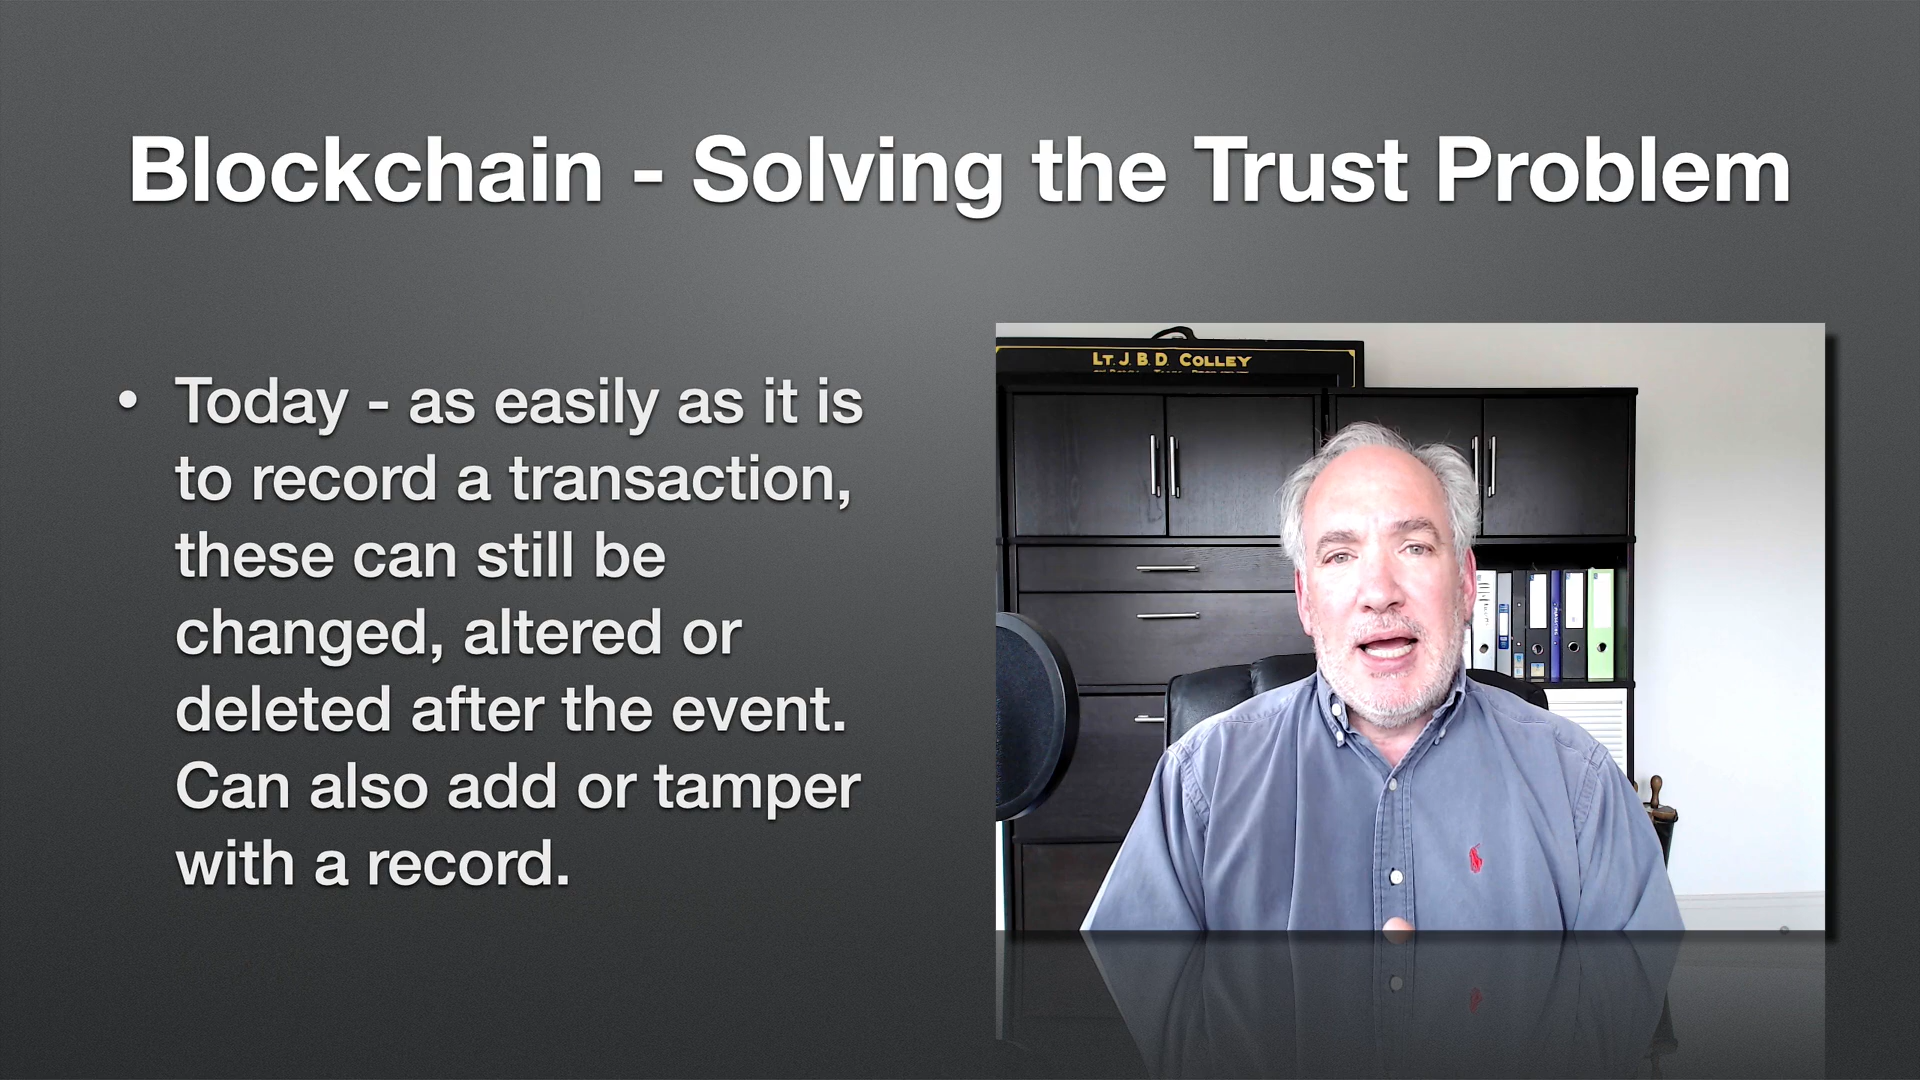 Blockchain - Solving the Trust Problem
• Today - as easily as it is
to record a transaction,
these can still be
changed, altered or
deleted after the event.
Can also add or tamper
with a record.
LT. J. B. D. COLLEY